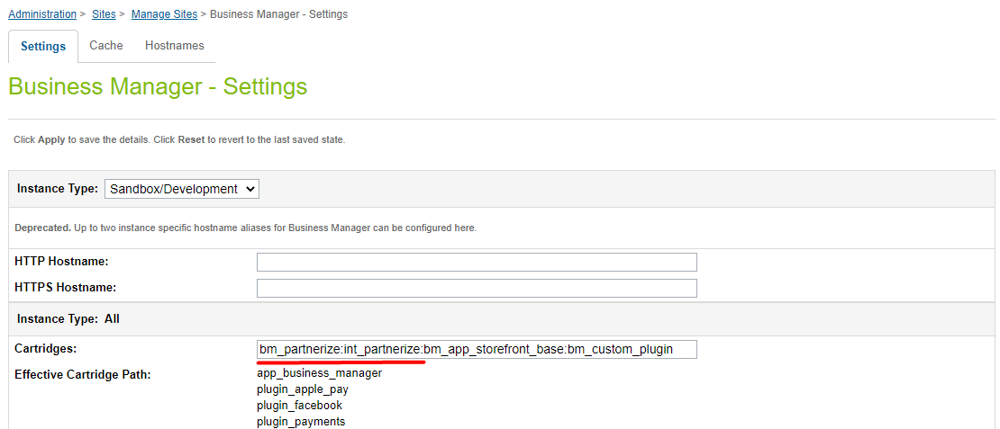 Administration > Sites > Manage Sites > Business Manager - Settings
Settings Cache Hostnames
Business Manager - Settings
Click Apply to save the details. Click Reset to revert to the last saved state.
Instance Type: Sandbox/Development
Deprecated. Up to two instance specific hostname aliases for Business Manager can be configured here.
HTTP Hostname:
HTTPS Hostname:
Instance Type: All
Cartridges: bm_partnerize:int_partnerize:bm_app_storefront_base:bm_custom_plugin
Effective Cartridge Path: app_business_manager
plugin_apple_pay
plugin_facebook
plugin_payments